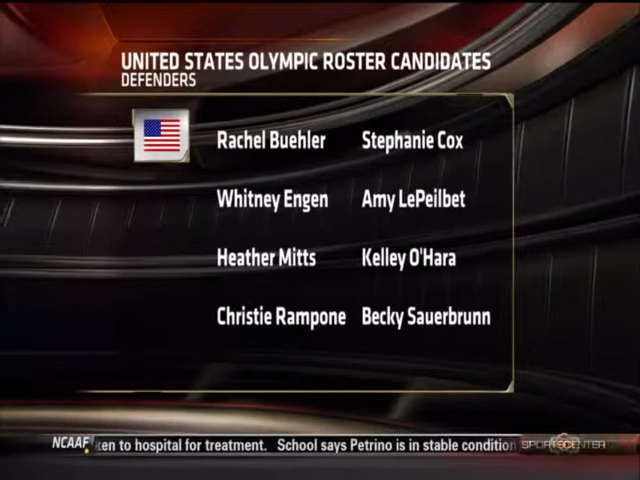 UNITED STATES OLYMPIC ROSTER CANDIDATES
DEFENDERS
Rachel Buehler Stephanie Cox
Whitney Engen Amy LePeilbet
Heather Mitts Kelley O'Hara
Christie Rampone Becky Sauerbrunn
NCAAF ken to hospital for treatment. School says Petrino is in stable condition SPORTSCENTER